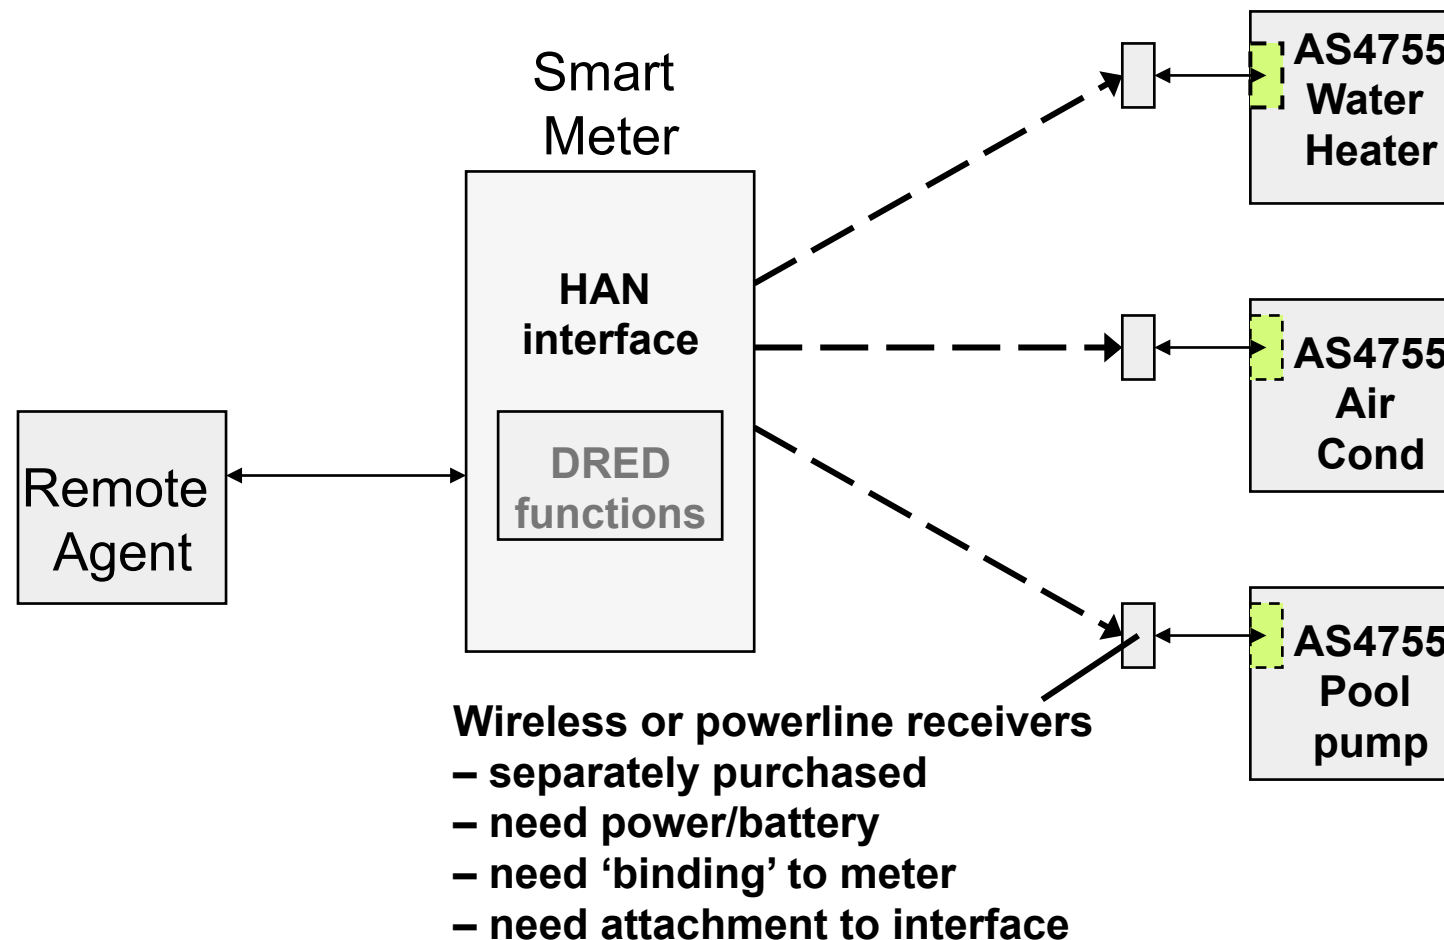 Smart
Meter
HAN
interface
DRED
functions
Remote
Agent
AS4755
Water
Heater
AS4755
Air
Cond
AS4755
Pool
pump
Wireless or powerline receivers
– separately purchased
– need power/battery
– need ‘binding’ to meter
– need attachment to interface